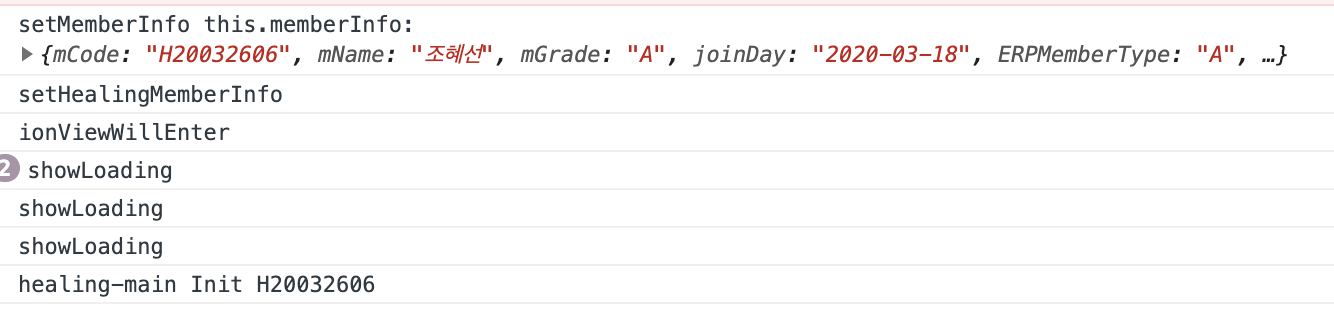 setMemberInfo this.memberInfo:
▶ {mCode: "H20032606", mName: "조혜선", mGrade: "A", joinDay: "2020-03-18", ERPMemberType: "A", …}
setHealingMemberInfo
ionViewWillEnter
2 showLoading
showLoading
showLoading
healing-main Init H20032606